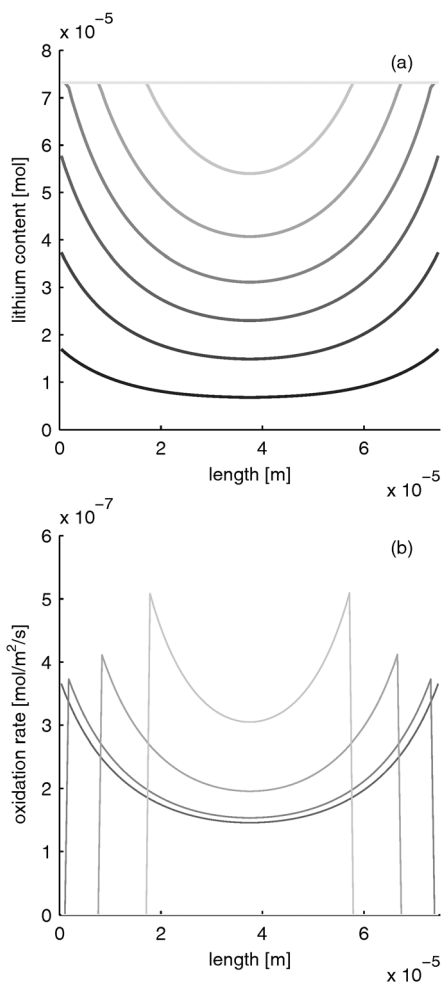 x 10⁻⁵
(a)
8
7
6
5
4
3
2
1
0
lithium content [mol]
0 2 4 6
length [m]
x 10⁻⁵
x 10⁻⁷
(b)
6
5
4
3
2
1
0
oxidation rate [mol/m²/s]
0 2 4 6
length [m]
x 10⁻⁵